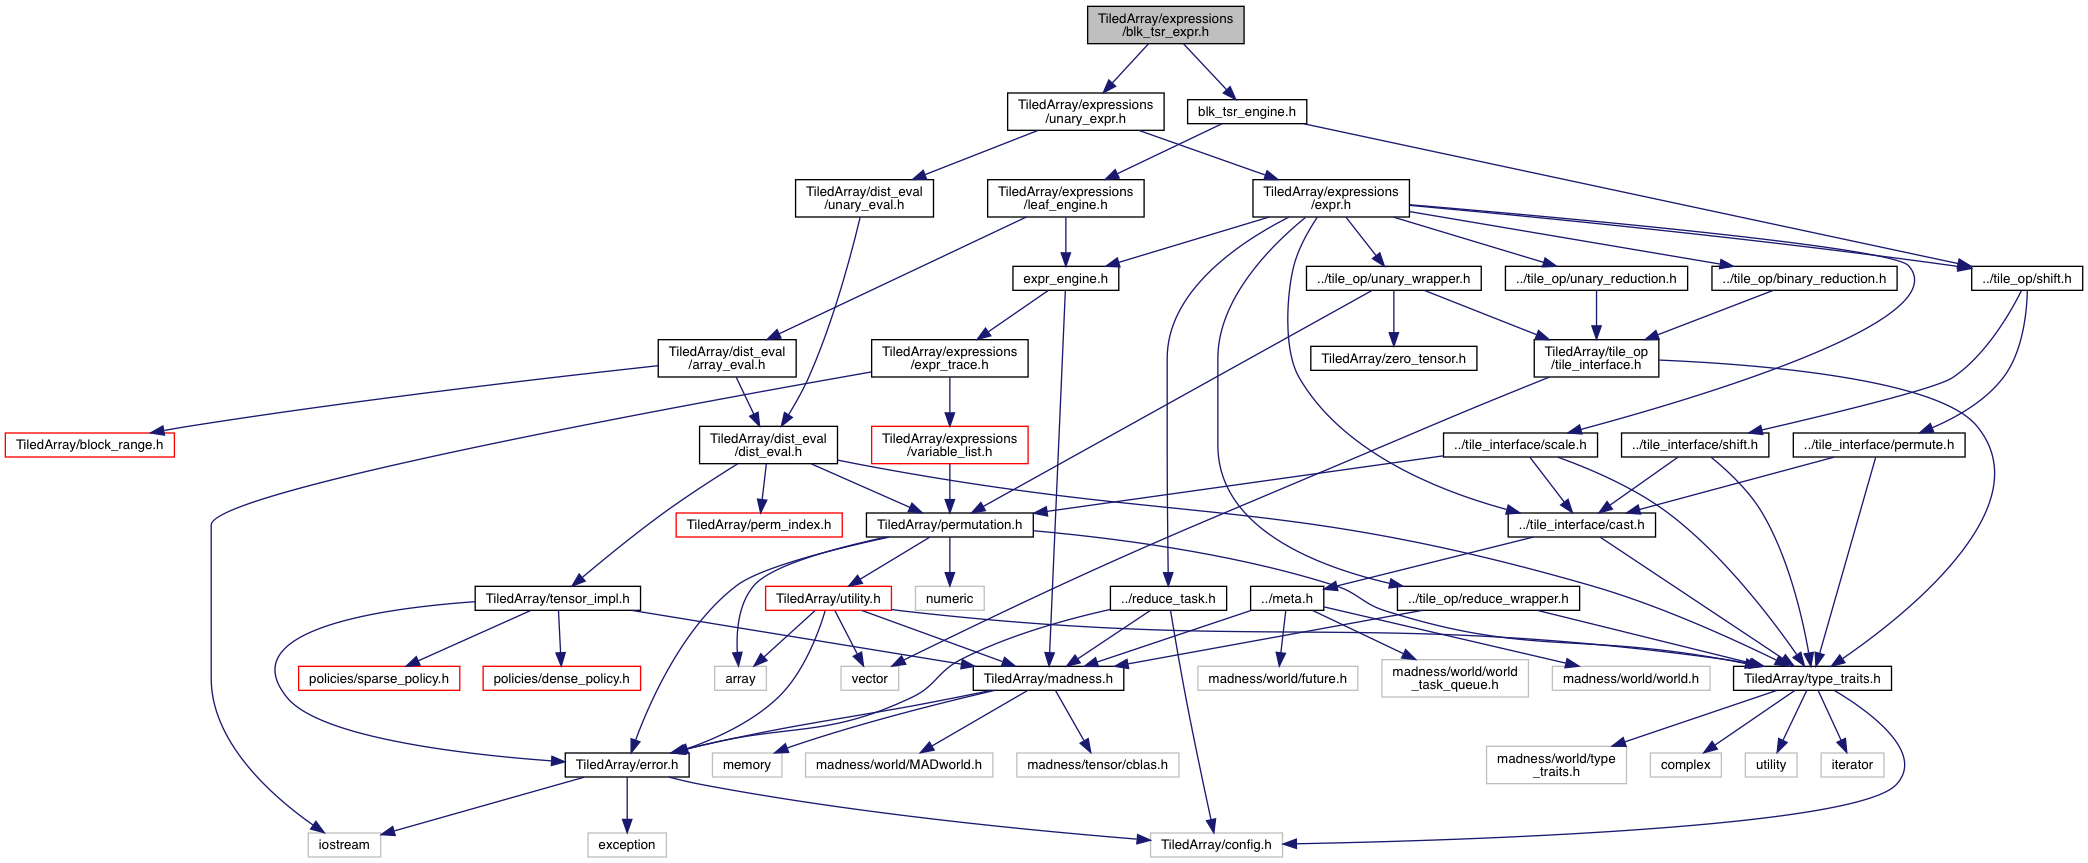 TiledArray/expressions
/blk_tsr_expr.h
TiledArray/expressions
/unary_expr.h
blk_tsr_engine.h
TiledArray/dist_eval
/unary_eval.h
TiledArray/expressions
/leaf_engine.h
TiledArray/expressions
/expr.h
expr_engine.h
../tile_op/unary_wrapper.h
../tile_op/unary_reduction.h
../tile_op/binary_reduction.h
../tile_op/shift.h
TiledArray/dist_eval
/array_eval.h
TiledArray/expressions
/expr_trace.h
TiledArray/zero_tensor.h
TiledArray/tile_op
/tile_interface.h
TiledArray/block_range.h
TiledArray/dist_eval
/dist_eval.h
TiledArray/expressions
/variable_list.h
../tile_interface/scale.h
../tile_interface/shift.h
../tile_interface/permute.h
TiledArray/perm_index.h
TiledArray/permutation.h
../tile_interface/cast.h
TiledArray/tensor_impl.h
TiledArray/utility.h
numeric
../reduce_task.h
../meta.h
../tile_op/reduce_wrapper.h
policies/sparse_policy.h
policies/dense_policy.h
array
vector
TiledArray/madness.h
madness/world/future.h
madness/world/world
_task_queue.h
madness/world/world.h
TiledArray/type_traits.h
TiledArray/error.h
memory
madness/world/MADworld.h
madness/tensor/cblas.h
madness/world/type
_traits.h
complex
utility
iterator
iostream
exception
TiledArray/config.h